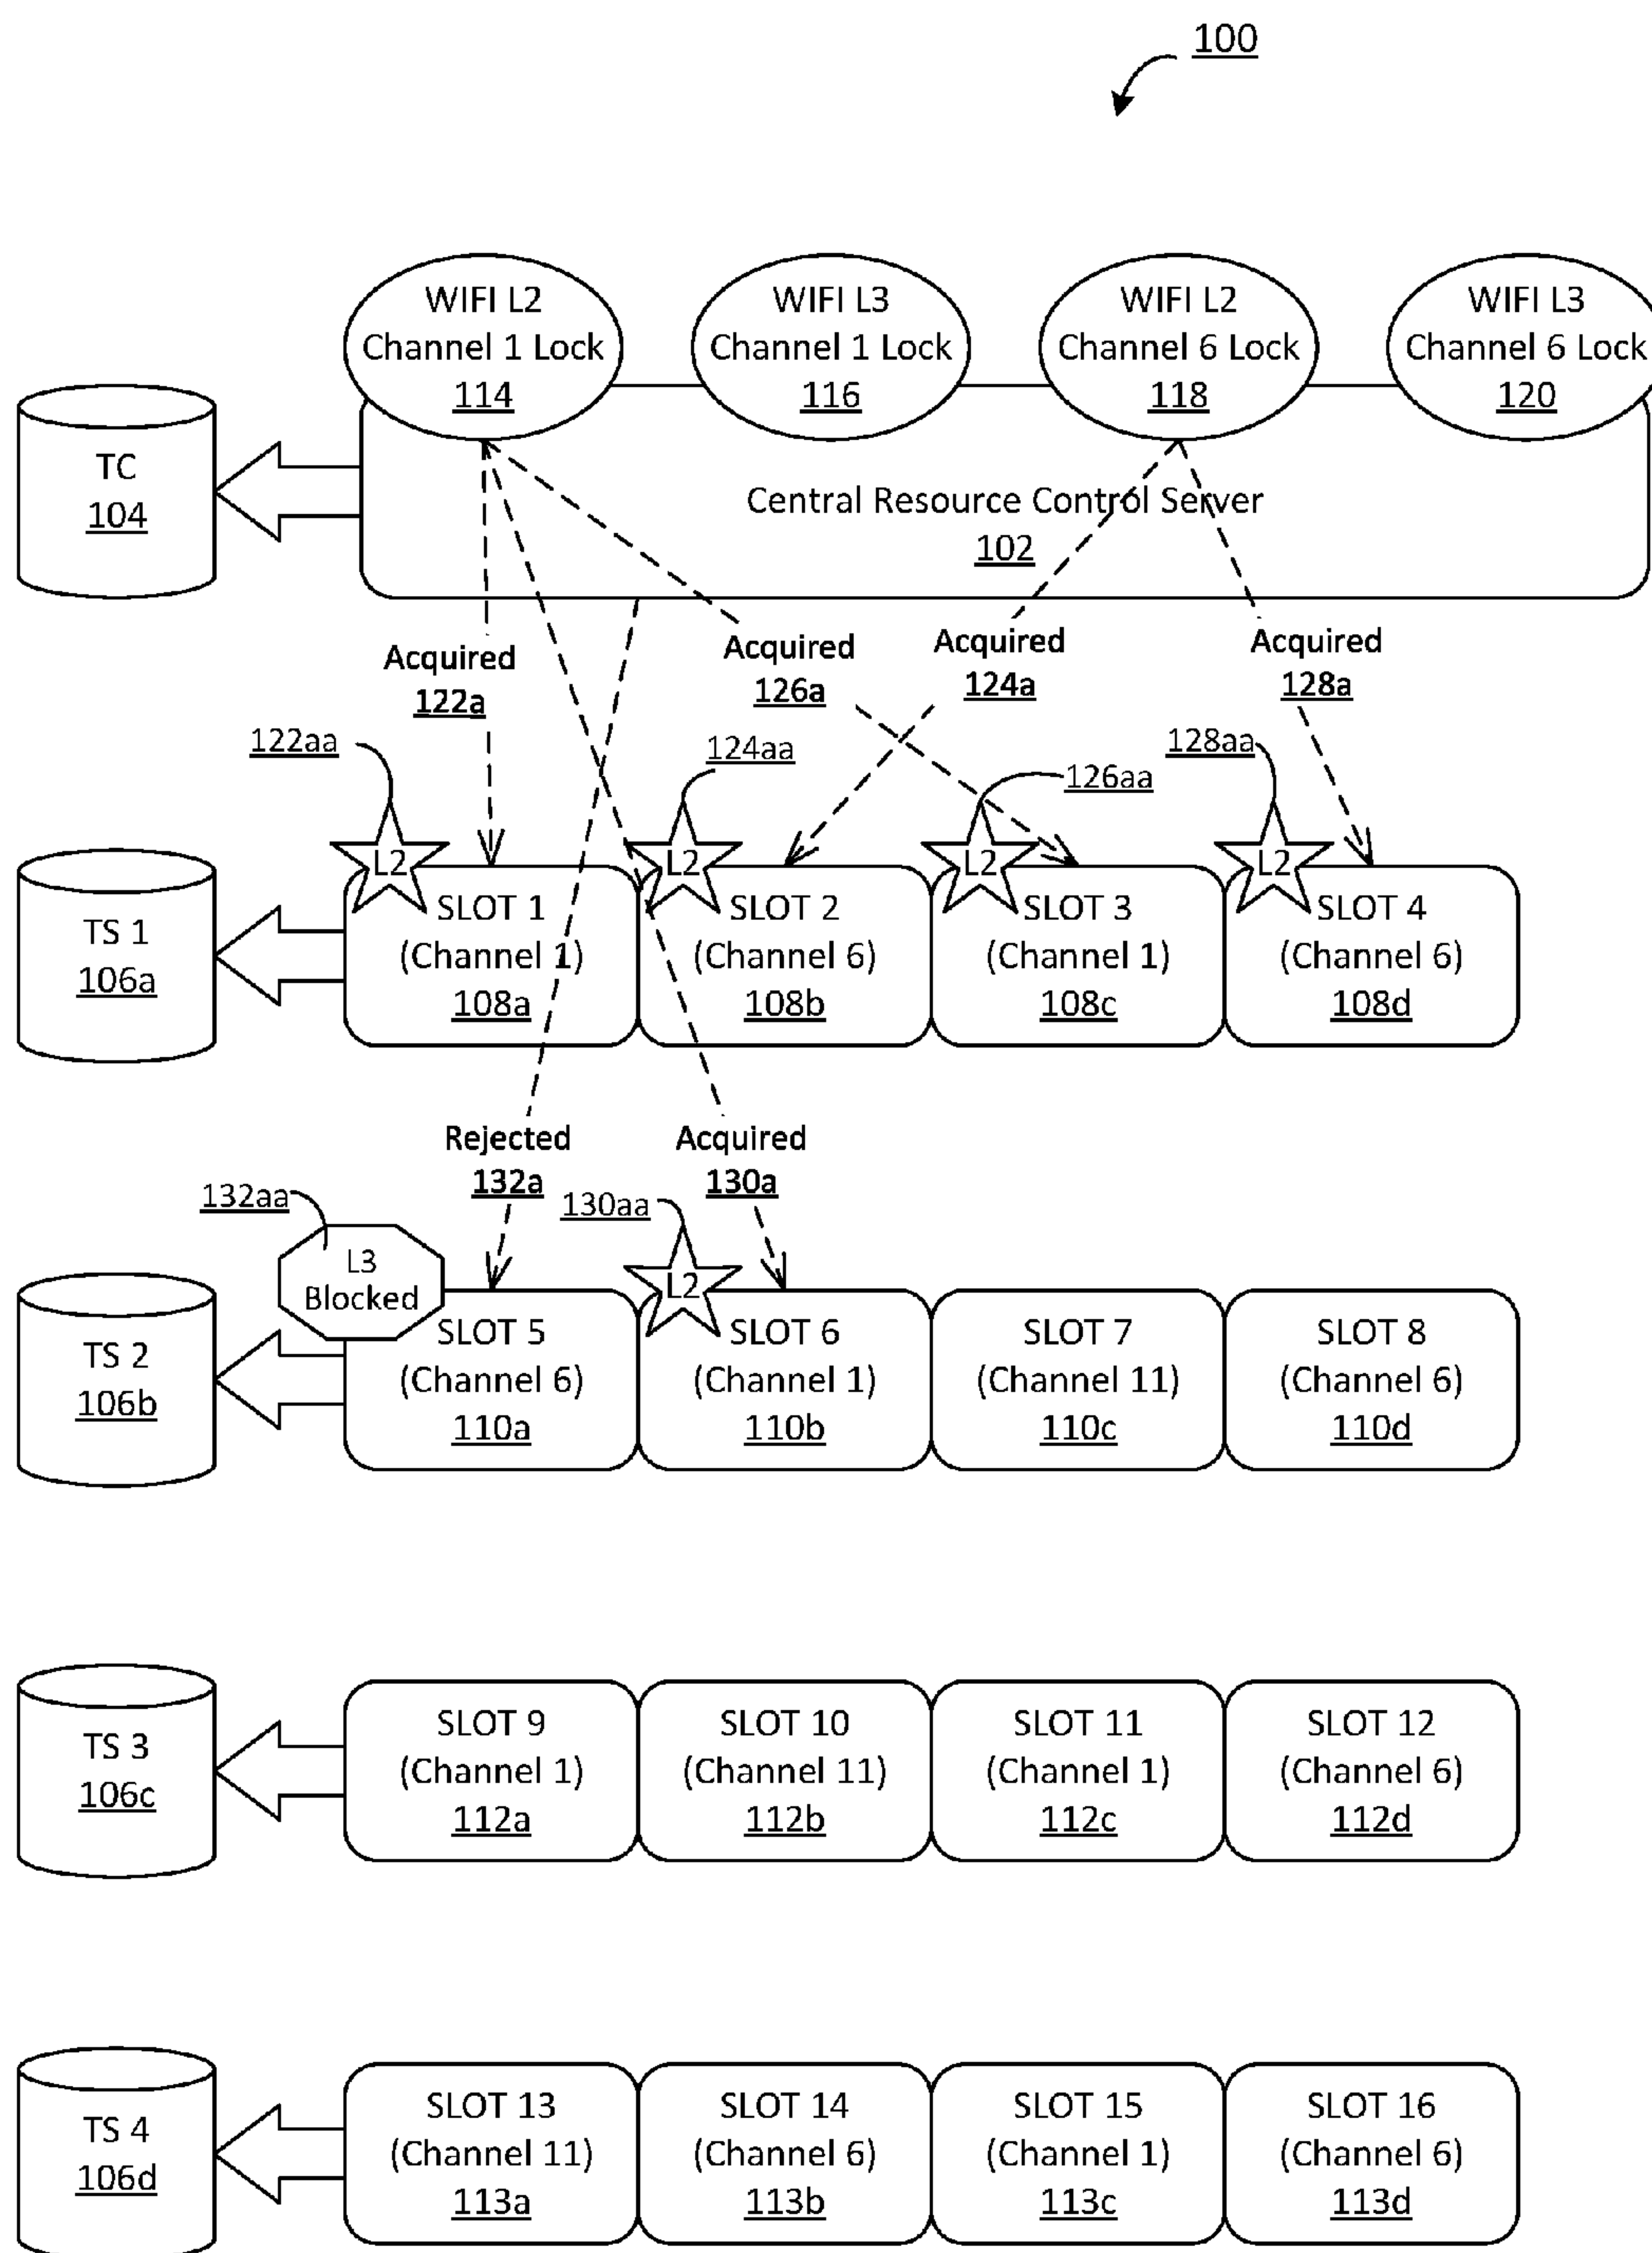 100
WIFI L2
Channel 1 Lock
114
WIFI L3
Channel 1 Lock
116
WIFI L2
Channel 6 Lock
118
WIFI L3
Channel 6 Lock
120
TC
104
Central Resource Control Server
102
Acquired
122a
Acquired
126a
Acquired
124a
Acquired
128a
122aa
124aa
126aa
128aa
TS 1
106a
L2
SLOT 1
(Channel 1)
108a
L2
SLOT 2
(Channel 6)
108b
L2
SLOT 3
(Channel 1)
108c
L2
SLOT 4
(Channel 6)
108d
Rejected
132a
Acquired
130a
132aa
130aa
TS 2
106b
L3
Blocked
SLOT 5
(Channel 6)
110a
L2
SLOT 6
(Channel 1)
110b
SLOT 7
(Channel 11)
110c
SLOT 8
(Channel 6)
110d
TS 3
106c
SLOT 9
(Channel 1)
112a
SLOT 10
(Channel 11)
112b
SLOT 11
(Channel 1)
112c
SLOT 12
(Channel 6)
112d
TS 4
106d
SLOT 13
(Channel 11)
113a
SLOT 14
(Channel 6)
113b
SLOT 15
(Channel 1)
113c
SLOT 16
(Channel 6)
113d